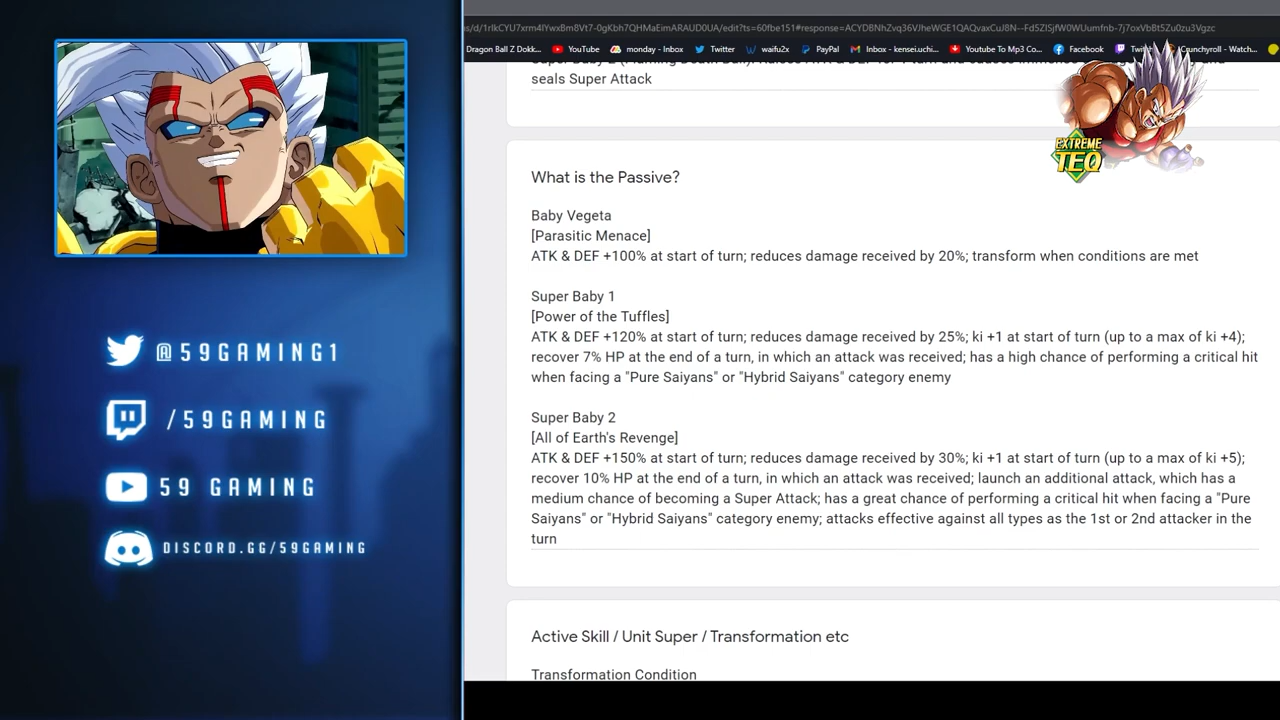 s/d/1rlkCYU7xrm4lYwxBm8Vt7-0gKbh7QHMaEimARAUD0UA/edit?ts=60fbe151#response=ACYDBNhZvq36VJheWGE1QAQvaxCuJ8N--Fd5ZlSjfW0WUumfnb-7j7oxVbBt5Zu0zu3Vgzc
Dragon Ball Z Dokk... YouTube monday - Inbox Twitter waifu2x PayPal Inbox - kensei.uchi... Youtube To Mp3 Co... Facebook Crunchyroll - Watch...
seals Super Attack
EXTREME
TEQ
What is the Passive?
Baby Vegeta
[Parasitic Menace]
ATK & DEF +100% at start of turn; reduces damage received by 20%; transform when conditions are met
Super Baby 1
[Power of the Tuffles]
ATK & DEF +120% at start of turn; reduces damage received by 25%; ki +1 at start of turn (up to a max of ki +4);
recover 7% HP at the end of a turn, in which an attack was received; has a high chance of performing a critical hit
when facing a "Pure Saiyans" or "Hybrid Saiyans" category enemy
Super Baby 2
[All of Earth's Revenge]
ATK & DEF +150% at start of turn; reduces damage received by 30%; ki +1 at start of turn (up to a max of ki +5);
recover 10% HP at the end of a turn, in which an attack was received; launch an additional attack, which has a
medium chance of becoming a Super Attack; has a great chance of performing a critical hit when facing a "Pure
Saiyans" or "Hybrid Saiyans" category enemy; attacks effective against all types as the 1st or 2nd attacker in the
turn
Active Skill / Unit Super / Transformation etc
Transformation Condition
@59GAMING1
/59GAMING
59 GAMING
DISCORD.GG/59GAMING